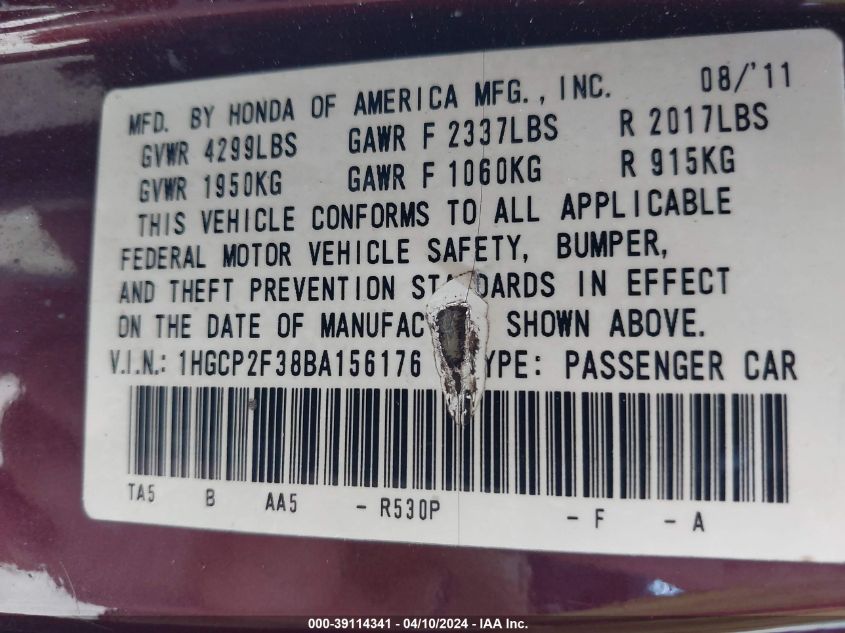 MFD. BY HONDA OF AMERICA MFG., INC. 08/'11
GVWR 4299LBS GAWR F 2337LBS R 2017LBS
GVWR 1950KG GAWR F 1060KG R 915KG
THIS VEHICLE CONFORMS TO ALL APPLICABLE
FEDERAL MOTOR VEHICLE SAFETY, BUMPER,
AND THEFT PREVENTION STANDARDS IN EFFECT
ON THE DATE OF MANUFAC SHOWN ABOVE.
V.I.N.: 1HGCP2F38BA156176 YPE: PASSENGER CAR
TA5 B AA5 - R530P - F - A
000-39114341 - 04/10/2024 - IAA Inc.